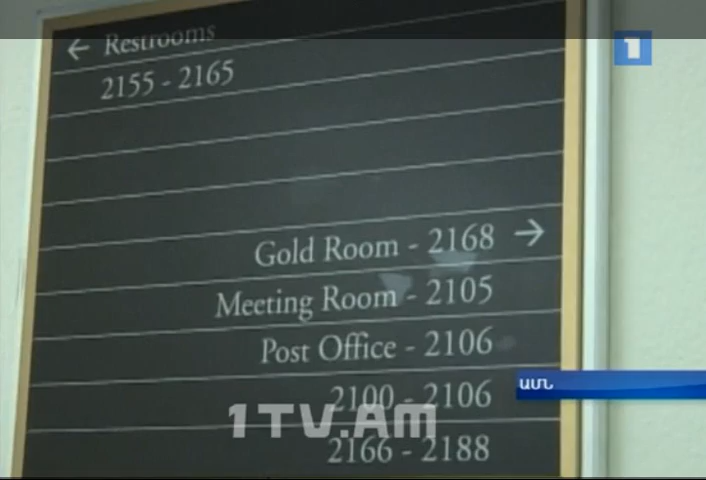 ← Restrooms
2155 - 2165
1
Gold Room - 2168 →
Meeting Room - 2105
Post Office - 2106
ԱՄՆ
2100 - 2106
1TV.AM
2166 - 2188